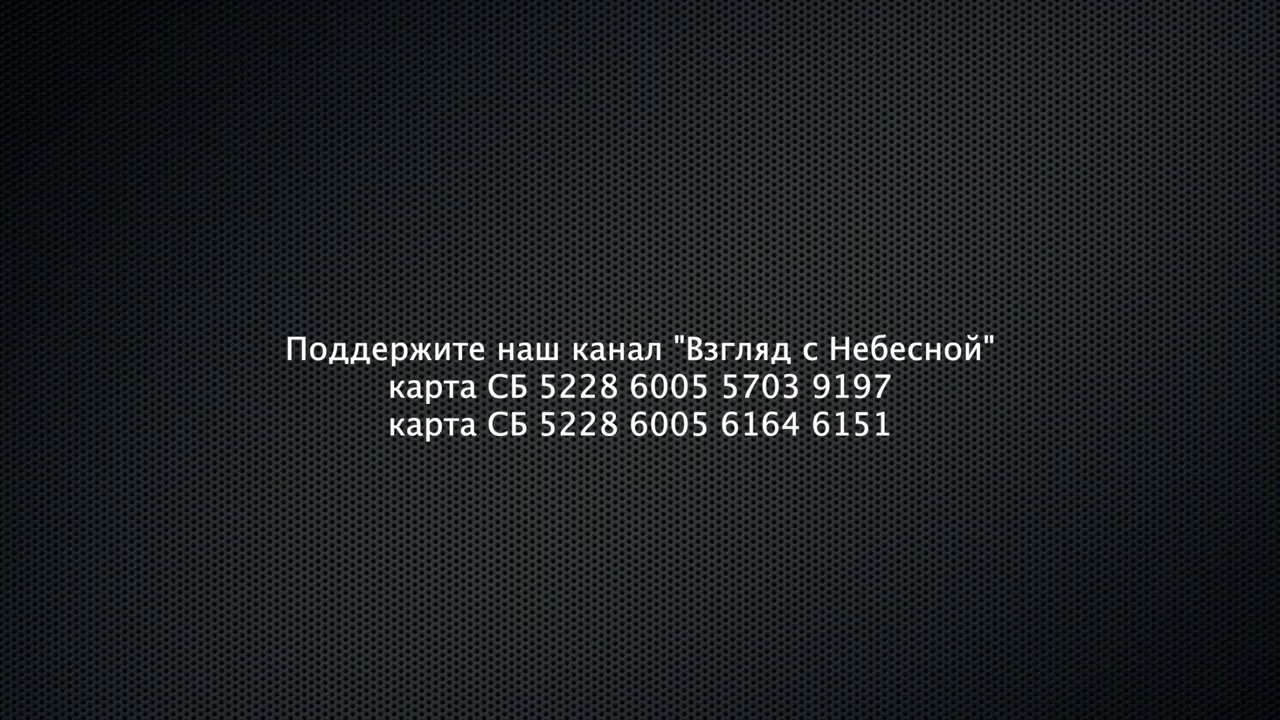 Поддержите наш канал "Взгляд с Небесной"
карта СБ 5228 6005 5703 9197
карта СБ 5228 6005 6164 6151